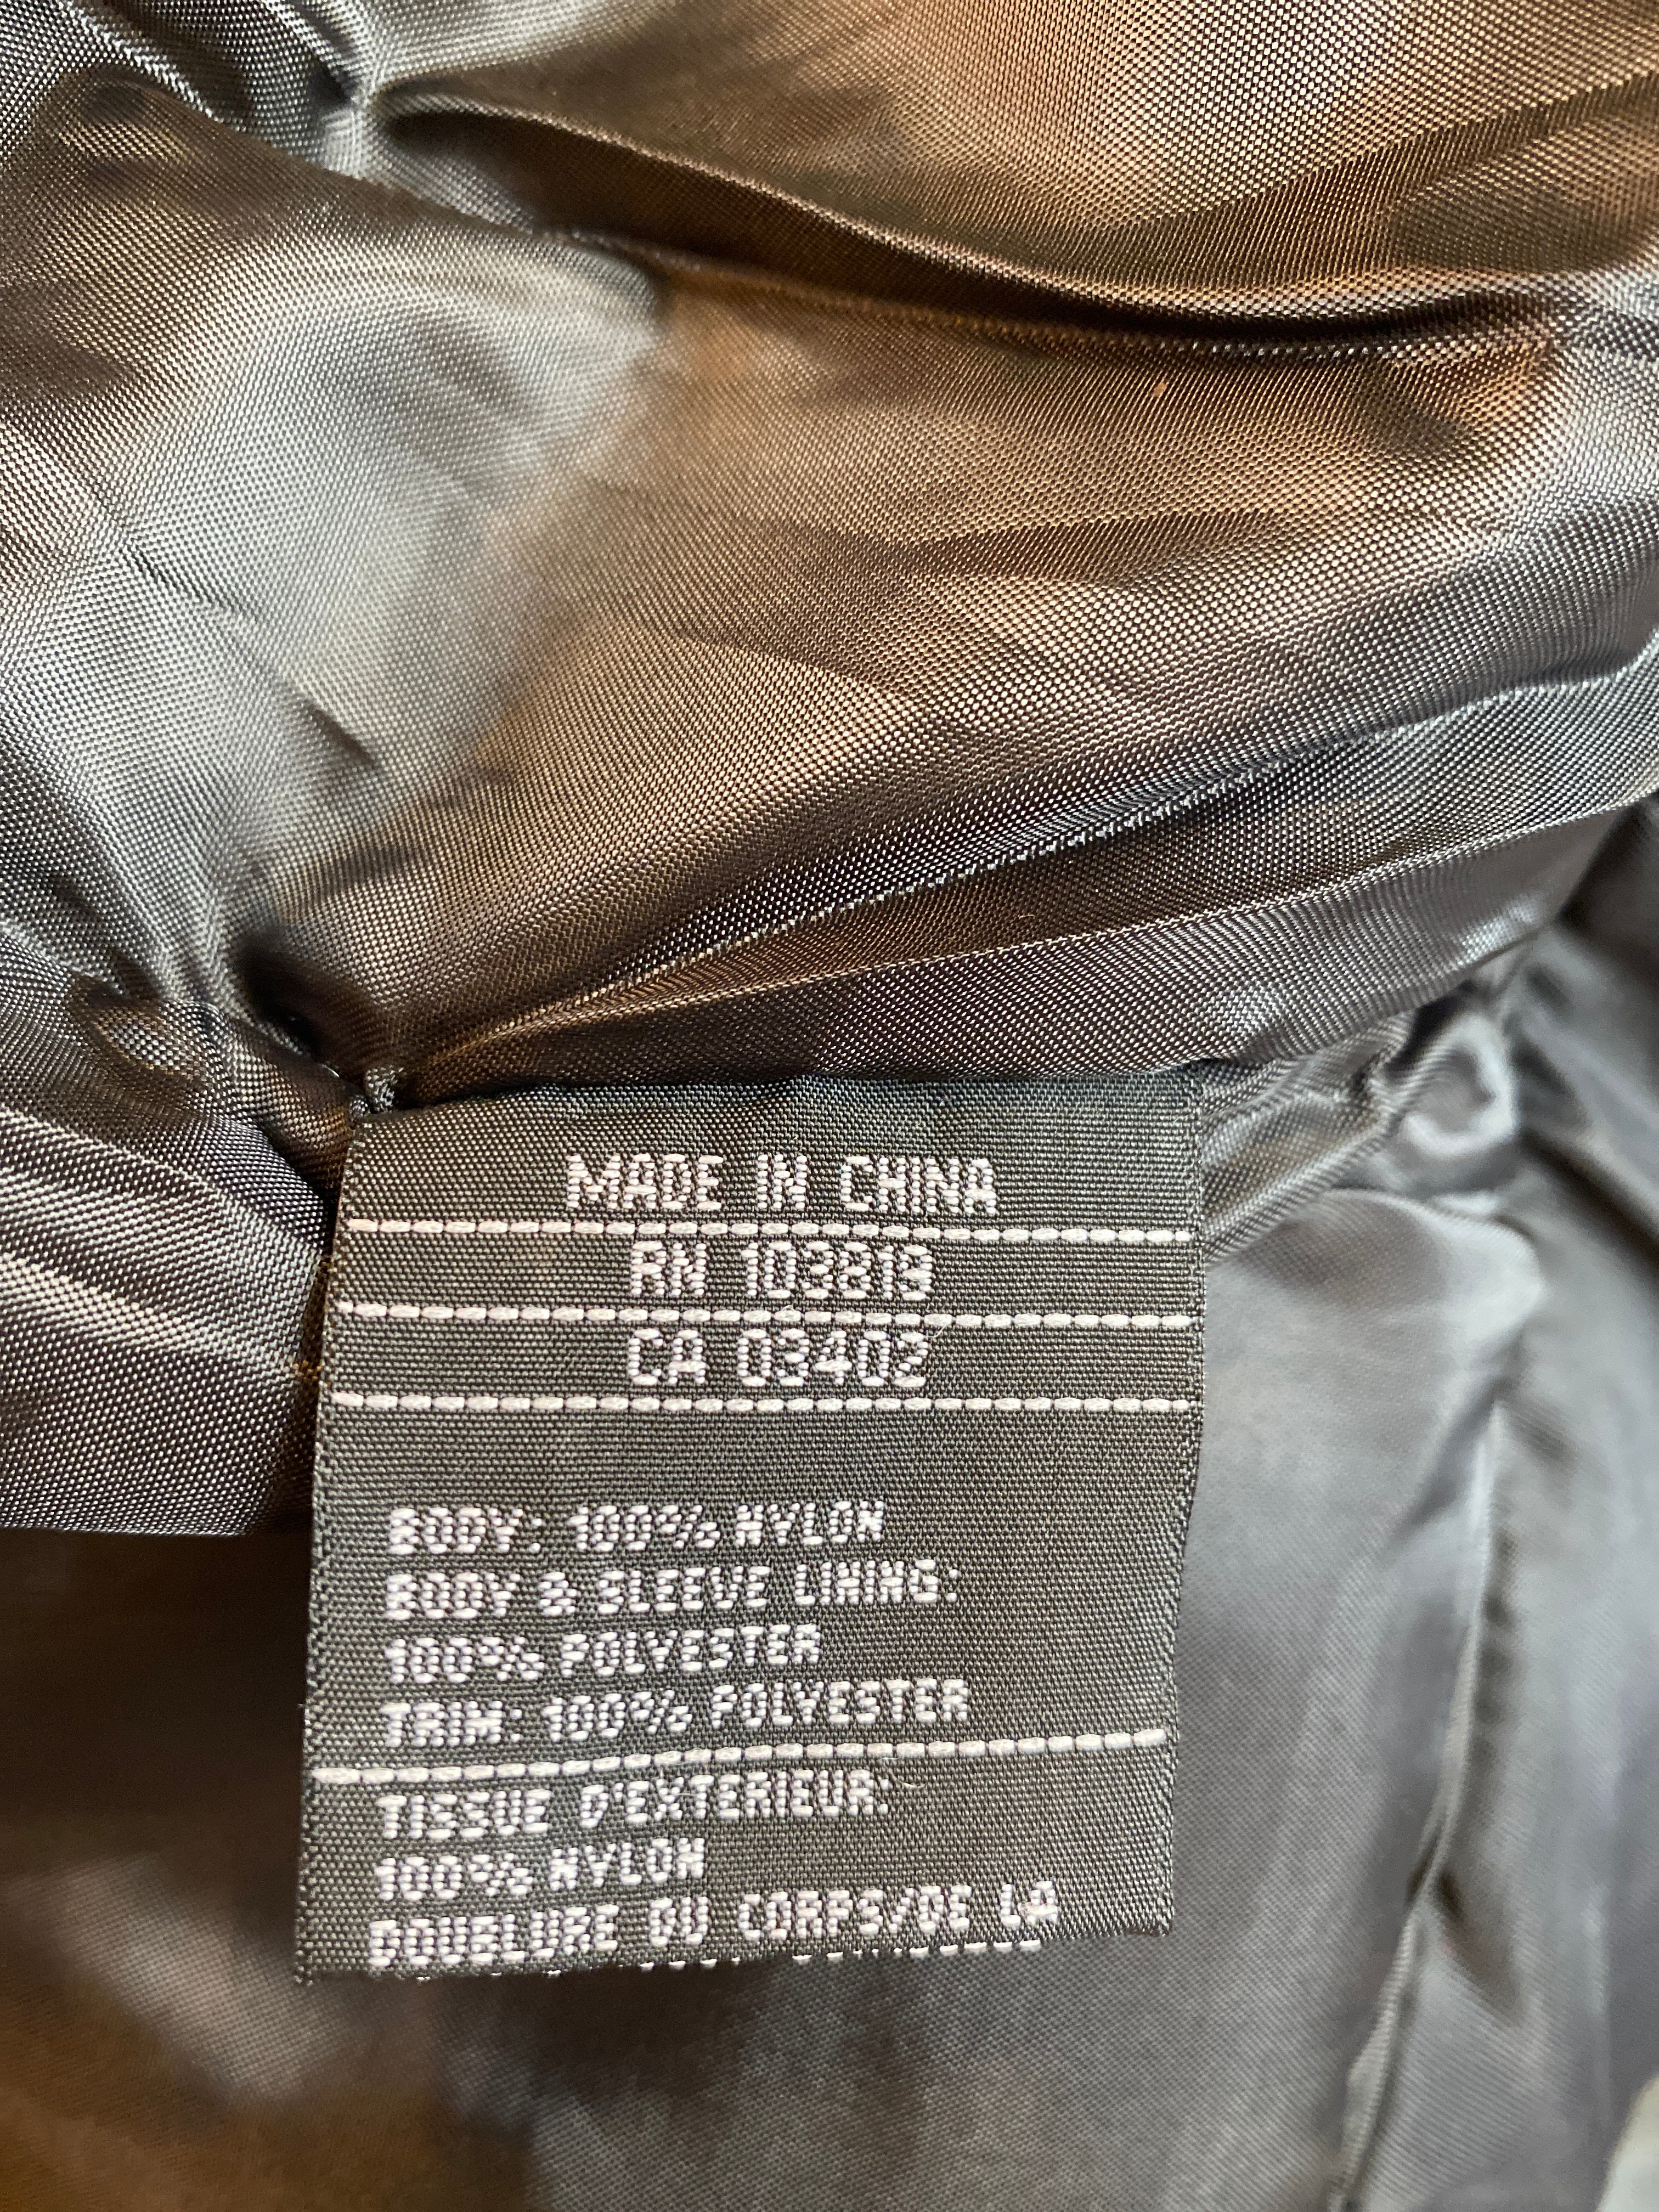 MADE IN CHINA
RN 103819
CA 03402
BODY: 100% NYLON
BODY & SLEEVE LINING:
100% POLYESTER
TRIM: 100% POLYESTER
TISSUE D'EXTERIEUR:
100% NYLON
DOUBLURE DU CORPS/DE LA